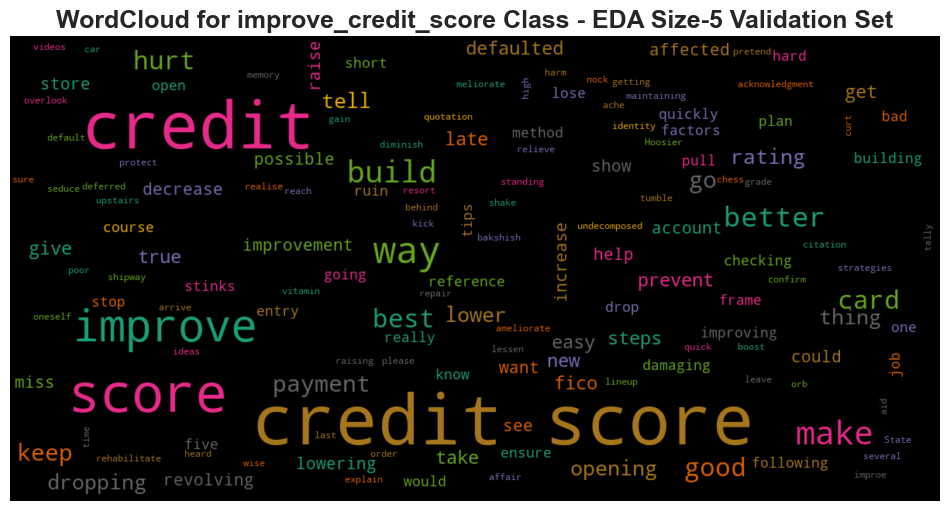 WordCloud for improve_credit_score Class - EDA Size-5 Validation Set
videos car hurt raise short defaulted affected pretend hard
store open memory tell meliorate high harm nock getting acknowledgment get
overlook credit gain quotation lose ache maintaining quickly plan curt bad
default protect possible diminish late method relieve identity Hoosier factors rating building
sure seduce deferred decrease realise reach ruin build resort standing show pull go chess grade
upstairs course behind kick tips shake bakshish increase undecomposed tumble account better citation tally
give poor true improvement way reference help checking confirm strategies
shipway stinks going vitamin repair prevent frame card
oneself stop arrive entry best lower ameliorate drop improving quick boost thing one
improve ideas really lessen easy steps new could job
miss score payment raising please know want fico lineup damaging leave orb
credit score see make aid
keep time rehabilitate heard five last order ensure State several
dropping revolving wise lowering explain would take affair opening good following improe